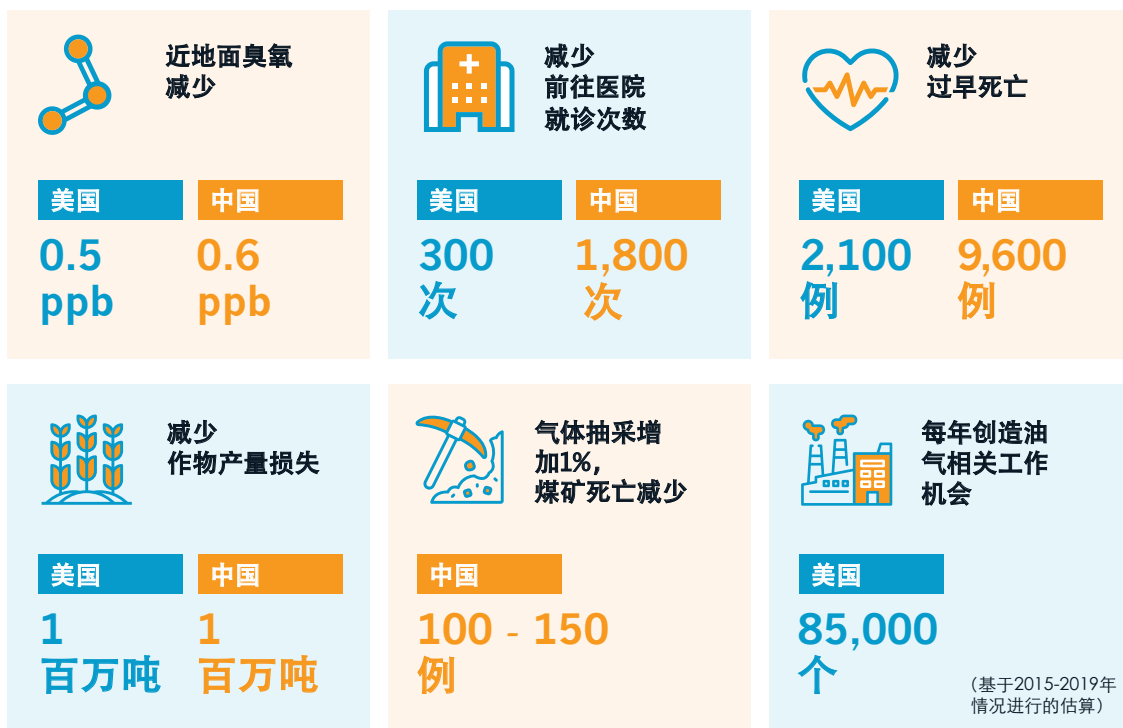 近地面臭氧
减少
美国
中国
0.5
ppb
0.6
ppb
减少
前往医院
就诊次数
美国
中国
300
次
1,800
次
减少
过早死亡
美国
中国
2,100
例
9,600
例
减少
作物产量损失
美国
中国
1
百万吨
1
百万吨
气体抽采增
加1%,
煤矿死亡减少
中国
100 - 150
例
每年创造油
气相关工作
机会
美国
85,000
个
（基于2015-2019年
情况进行的估算）